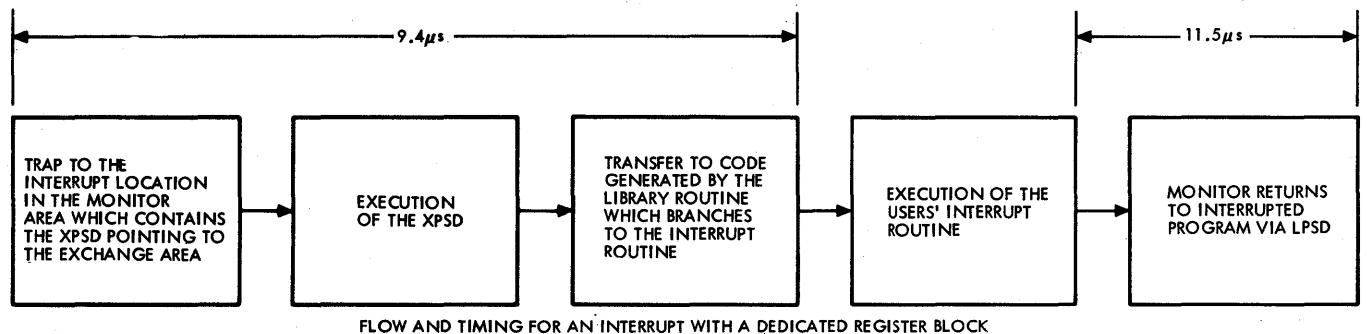 9.4μs
11.5μs
TRAP TO THE
INTERRUPT LOCATION
IN THE MONITOR
AREA WHICH CONTAINS
THE XPSD POINTING TO
THE EXCHANGE AREA
EXECUTION
OF THE XPSD
TRANSFER TO CODE
GENERATED BY THE
LIBRARY ROUTINE
WHICH BRANCHES
TO THE INTERRUPT
ROUTINE
EXECUTION OF THE
USERS' INTERRUPT
ROUTINE
MONITOR RETURNS
TO INTERRUPTED
PROGRAM VIA LPSD
FLOW AND TIMING FOR AN INTERRUPT WITH A DEDICATED REGISTER BLOCK